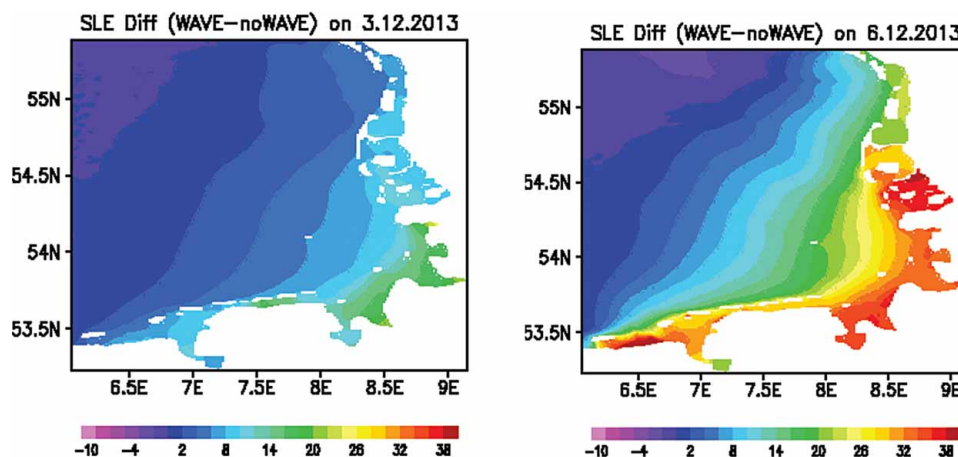 SLE Diff (WAVE-noWAVE) on 3.12.2013
55N
54.5N
54N
53.5N
6.5E 7E 7.5E 8E 8.5E 9E
-10 -4 2 8 14 20 26 32 38
SLE Diff (WAVE-noWAVE) on 6.12.2013
55N
54.5N
54N
53.5N
6.5E 7E 7.5E 8E 8.5E 9E
-10 -4 2 8 14 20 26 32 38